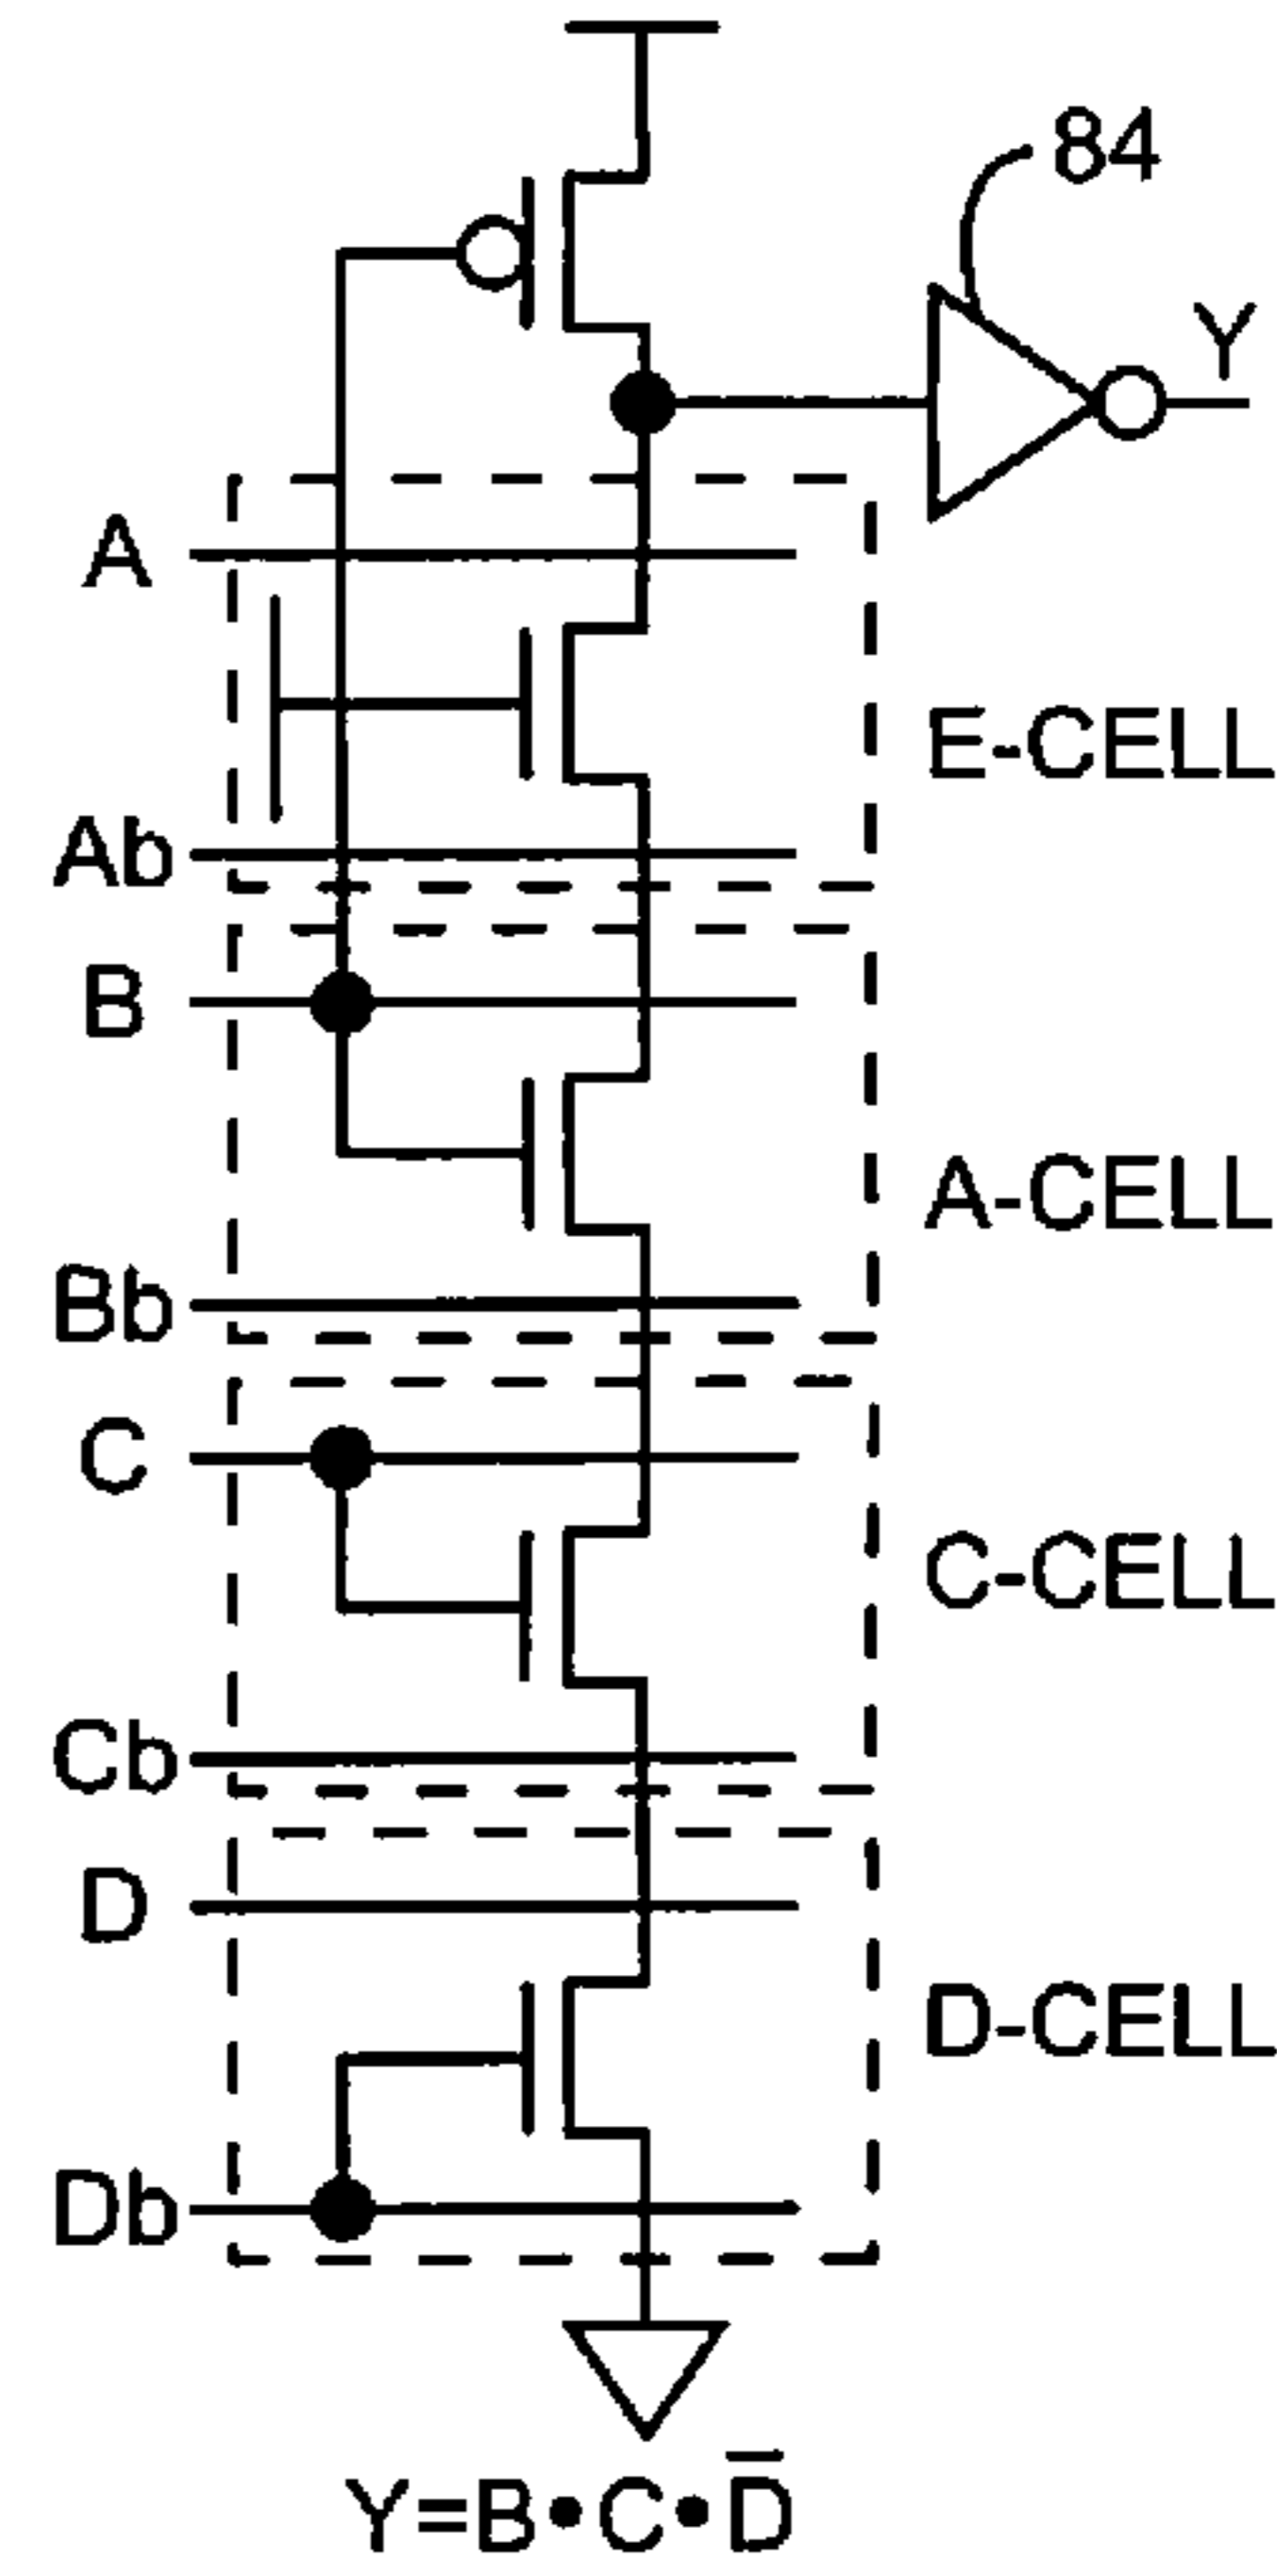 84
Y
A
E-CELL
Ab
B
A-CELL
Bb
C
C-CELL
Cb
D
D-CELL
Db
Y=B•C•D̅